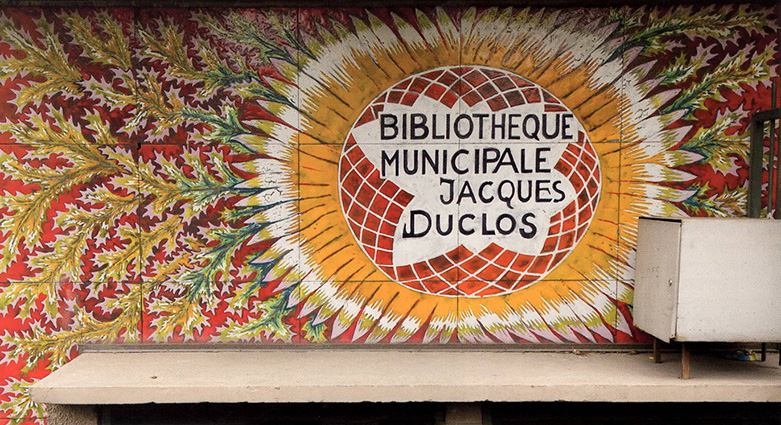 BIBLIOTHEQUE
MUNICIPALE
JACQUES
DUCLOS